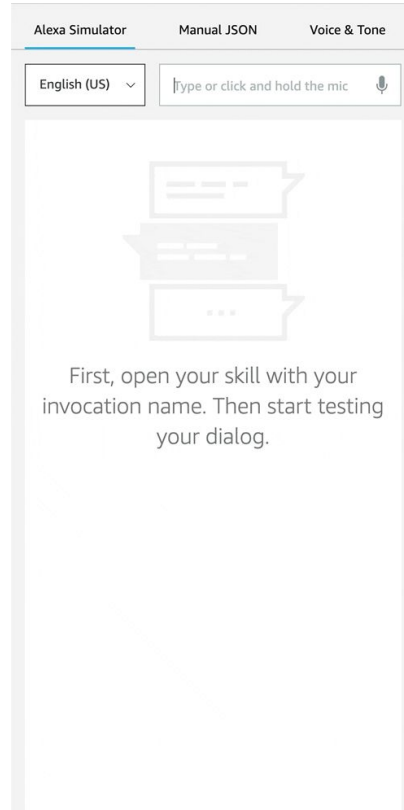 Alexa Simulator Manual JSON Voice & Tone
English (US) Type or click and hold the mic
First, open your skill with your
invocation name. Then start testing
your dialog.